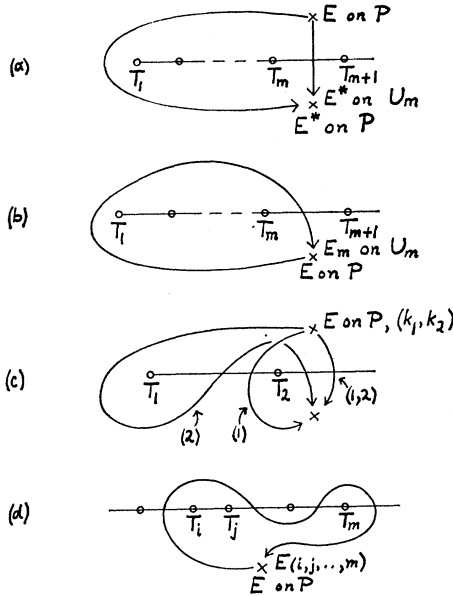 (a)
E on P
T₁
Tₘ
Tₘ₊₁
E* on Uₘ
E* on P
(b)
T₁
Tₘ
Tₘ₊₁
Eₘ on Uₘ
E on P
(c)
E on P, (k₁, k₂)
T₁
T₂
(2)
(1)
(1,2)
(d)
Tᵢ
Tⱼ
Tₘ
E(i,j,..,m)
E on P